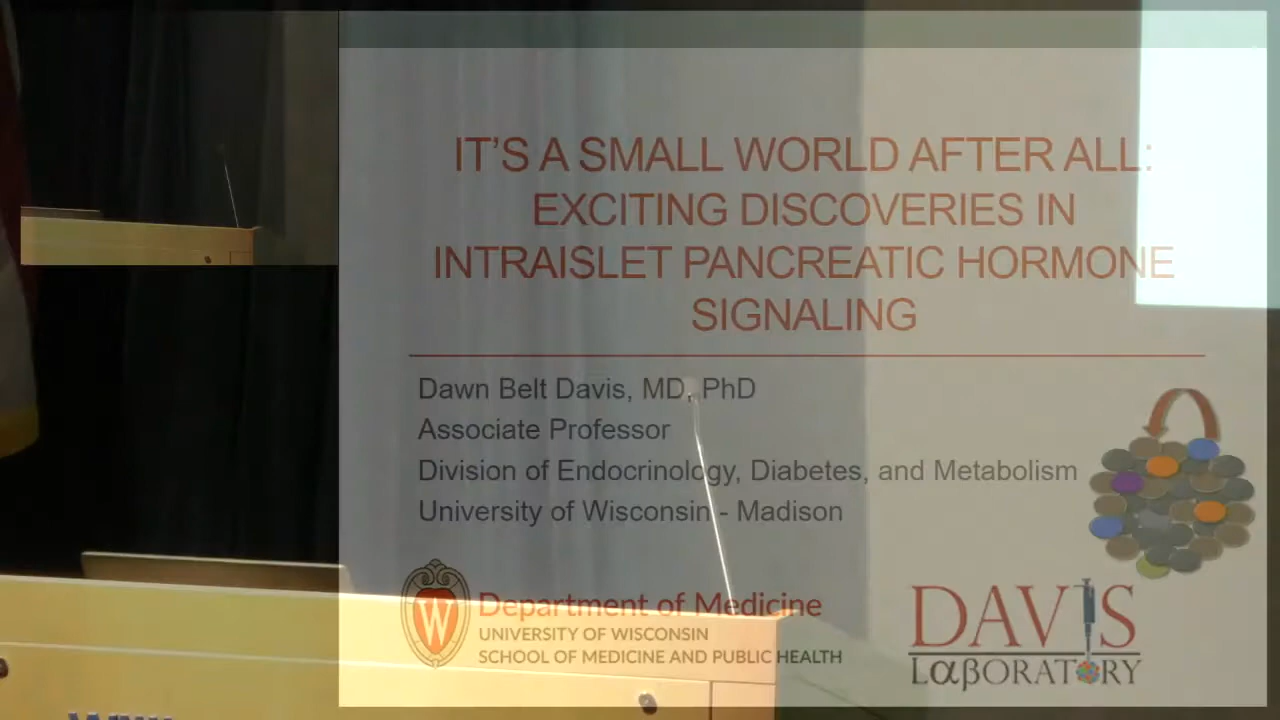 IT'S A SMALL WORLD AFTER ALL:
EXCITING DISCOVERIES IN
INTRAISLET PANCREATIC HORMONE
SIGNALING
Dawn Belt Davis, MD, PhD
Associate Professor
Division of Endocrinology, Diabetes, and Metabolism
University of Wisconsin - Madison
W
Department of Medicine
UNIVERSITY OF WISCONSIN
SCHOOL OF MEDICINE AND PUBLIC HEALTH
DAVIS
LαβORATORY